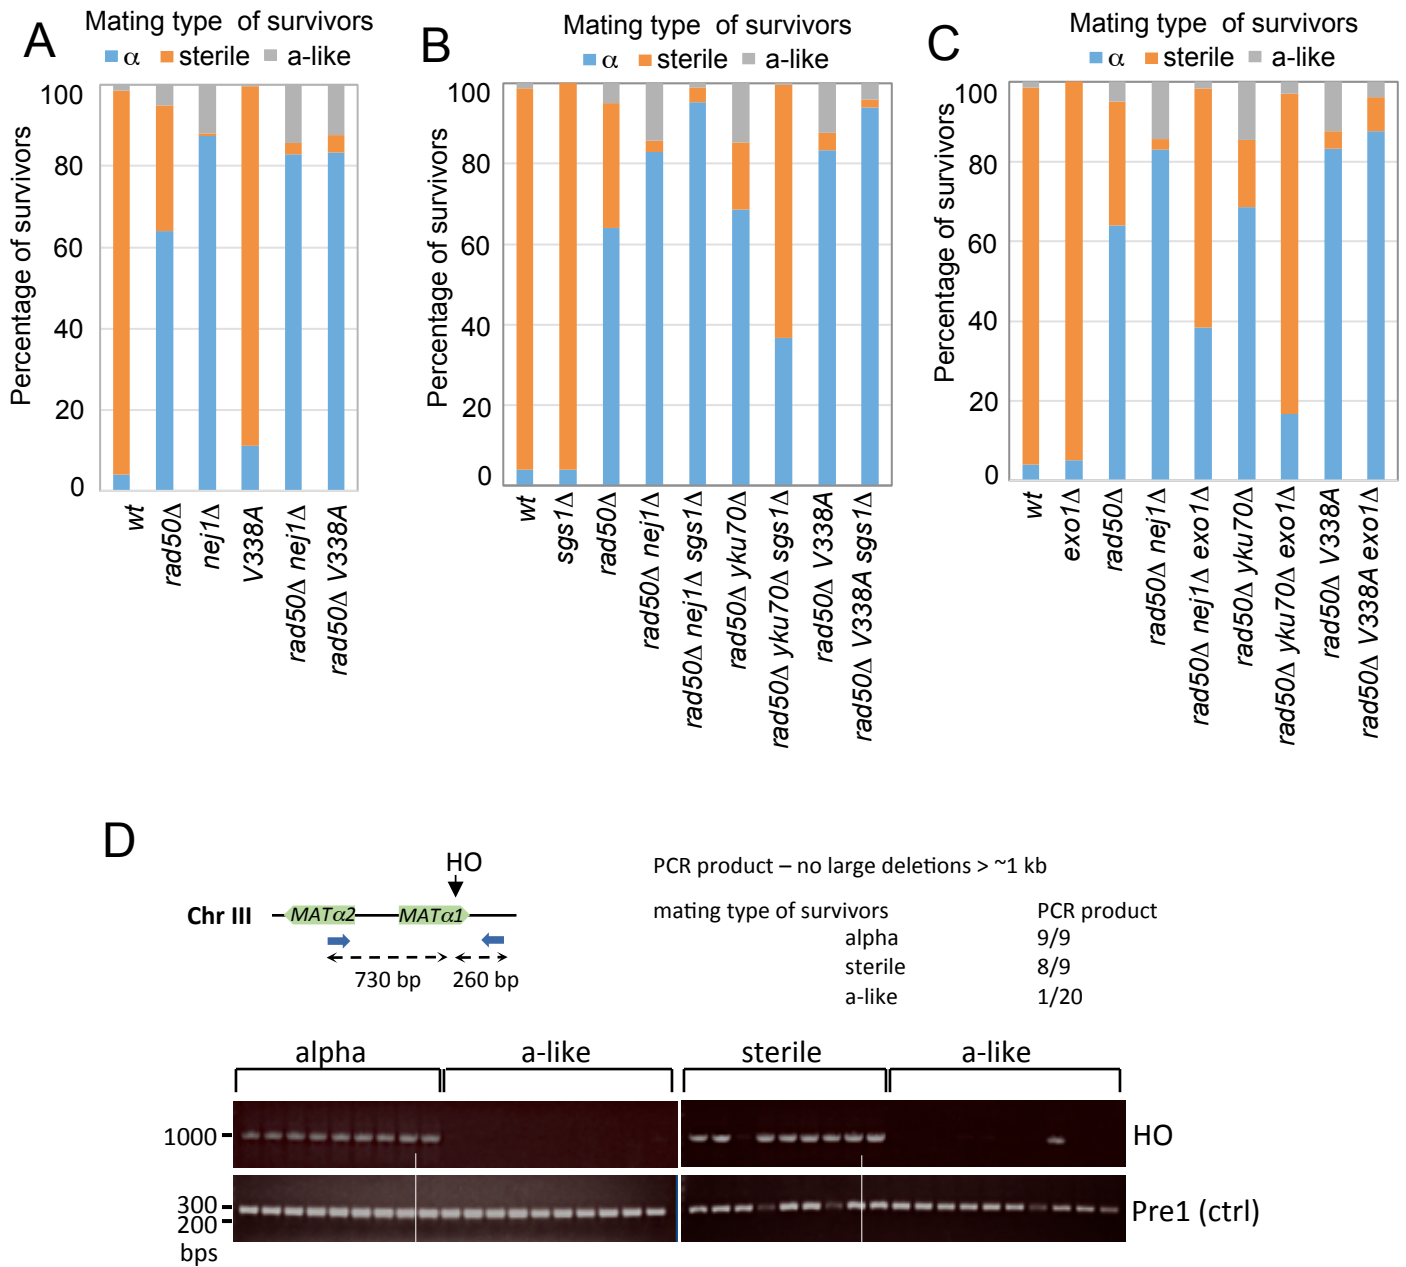 A
Mating type of survivors
α sterile a-like
Percentage of survivors
100
80
60
40
20
0
wt
rad50Δ
nej1Δ
V338A
rad50Δ nej1Δ
rad50Δ V338A
B
Mating type of survivors
α sterile a-like
Percentage of survivors
100
80
60
40
20
0
wt
sgs1Δ
rad50Δ
rad50Δ nej1Δ
rad50Δ nej1Δ sgs1Δ
rad50Δ yku70Δ
rad50Δ yku70Δ sgs1Δ
rad50Δ V338A
rad50Δ V338A sgs1Δ
C
Mating type of survivors
α sterile a-like
Percentage of survivors
100
80
60
40
20
0
wt
exo1Δ
rad50Δ
rad50Δ nej1Δ
rad50Δ nej1Δ exo1Δ
rad50Δ yku70Δ
rad50Δ yku70Δ exo1Δ
rad50Δ V338A
rad50Δ V338A exo1Δ
D
HO
Chr III MATα2 MATα1
730 bp 260 bp
PCR product – no large deletions > ~1 kb
mating type of survivors PCR product
alpha 9/9
sterile 8/9
a-like 1/20
alpha a-like sterile a-like
1000 HO
300
200
Pre1 (ctrl)
bps